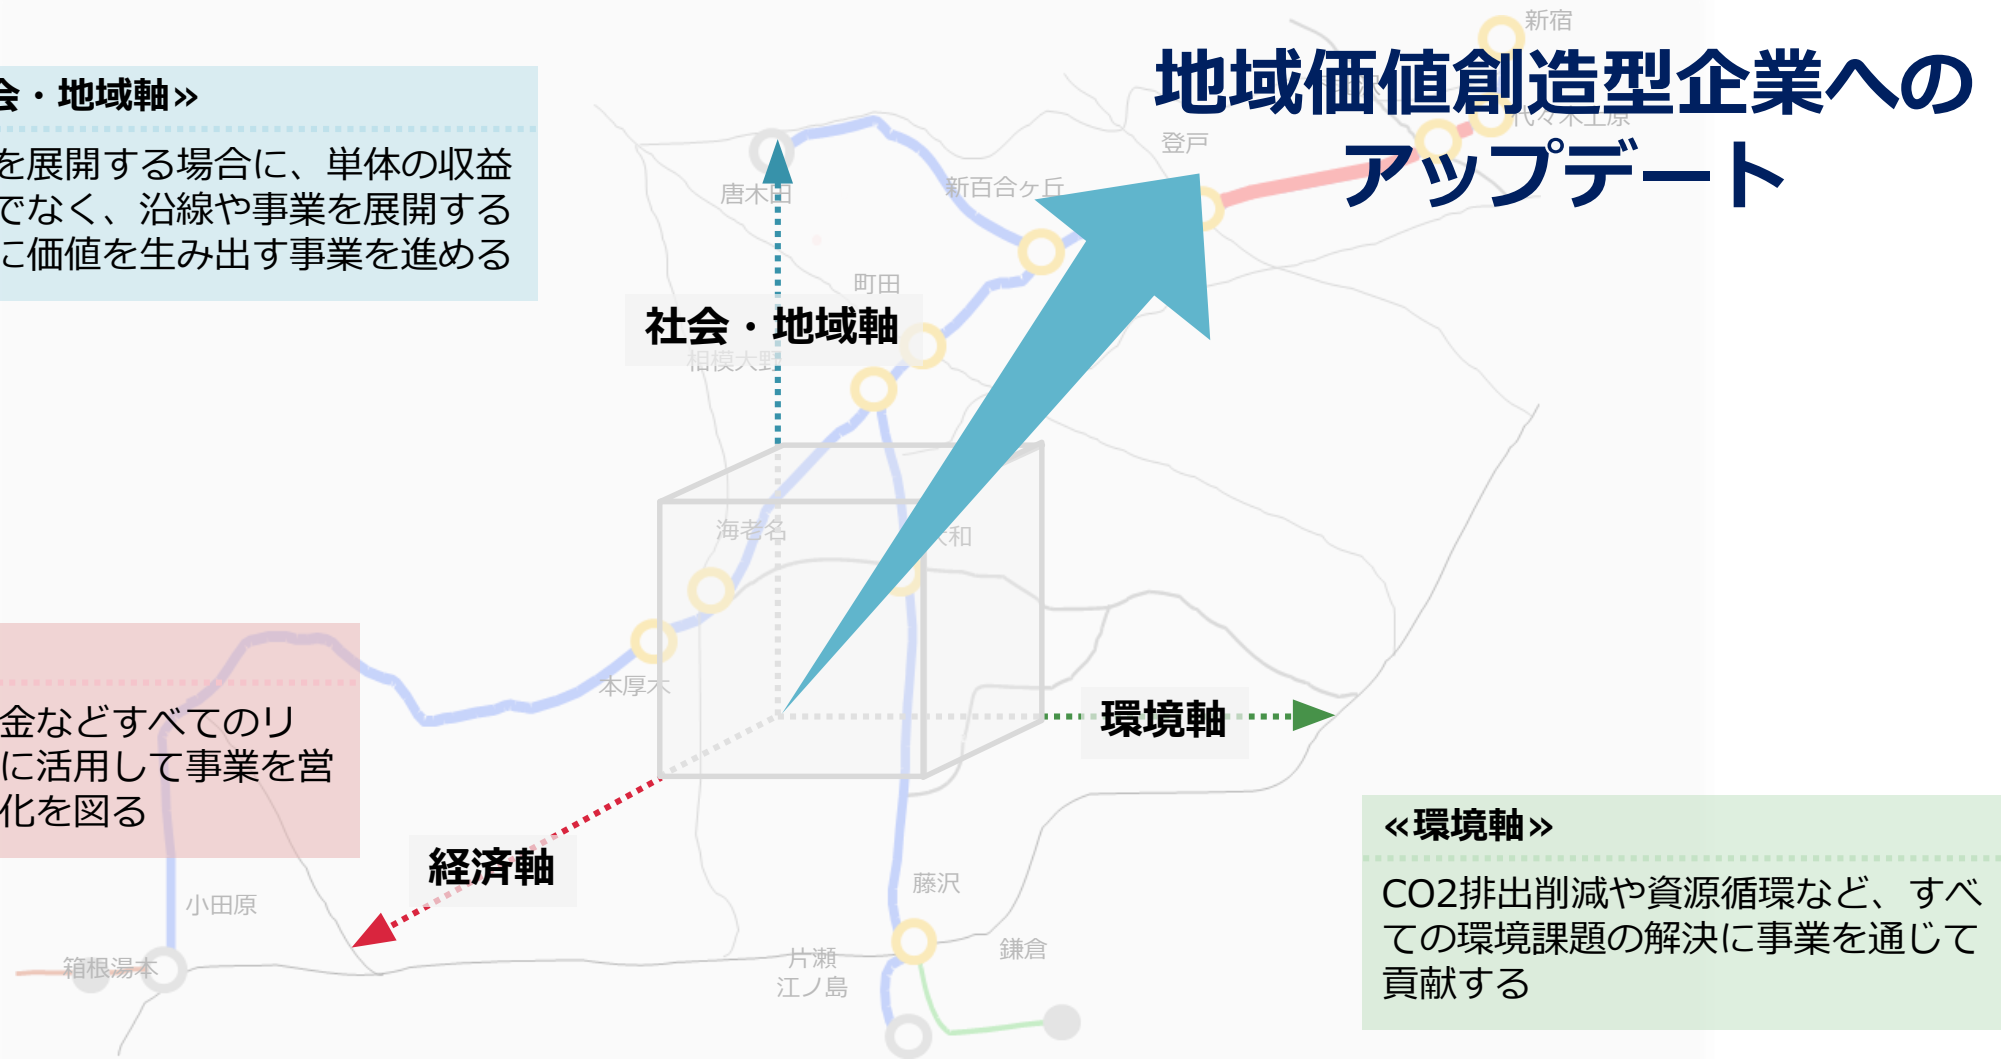 地域価値創造型企業への
アップデート
会・地域軸»
を展開する場合に、単体の収益
でなく、沿線や事業を展開する
に価値を生み出す事業を進める
社会・地域軸
環境軸
経済軸
金などすべてのリ
に活用して事業を営
化を図る
«環境軸»
CO2排出削減や資源循環など、すべ
ての環境課題の解決に事業を通じて
貢献する
新宿
代々木上原
登戸
新百合ヶ丘
唐木田
町田
相模大野
海老名
大和
本厚木
小田原
箱根湯本
藤沢
片瀬
江ノ島
鎌倉